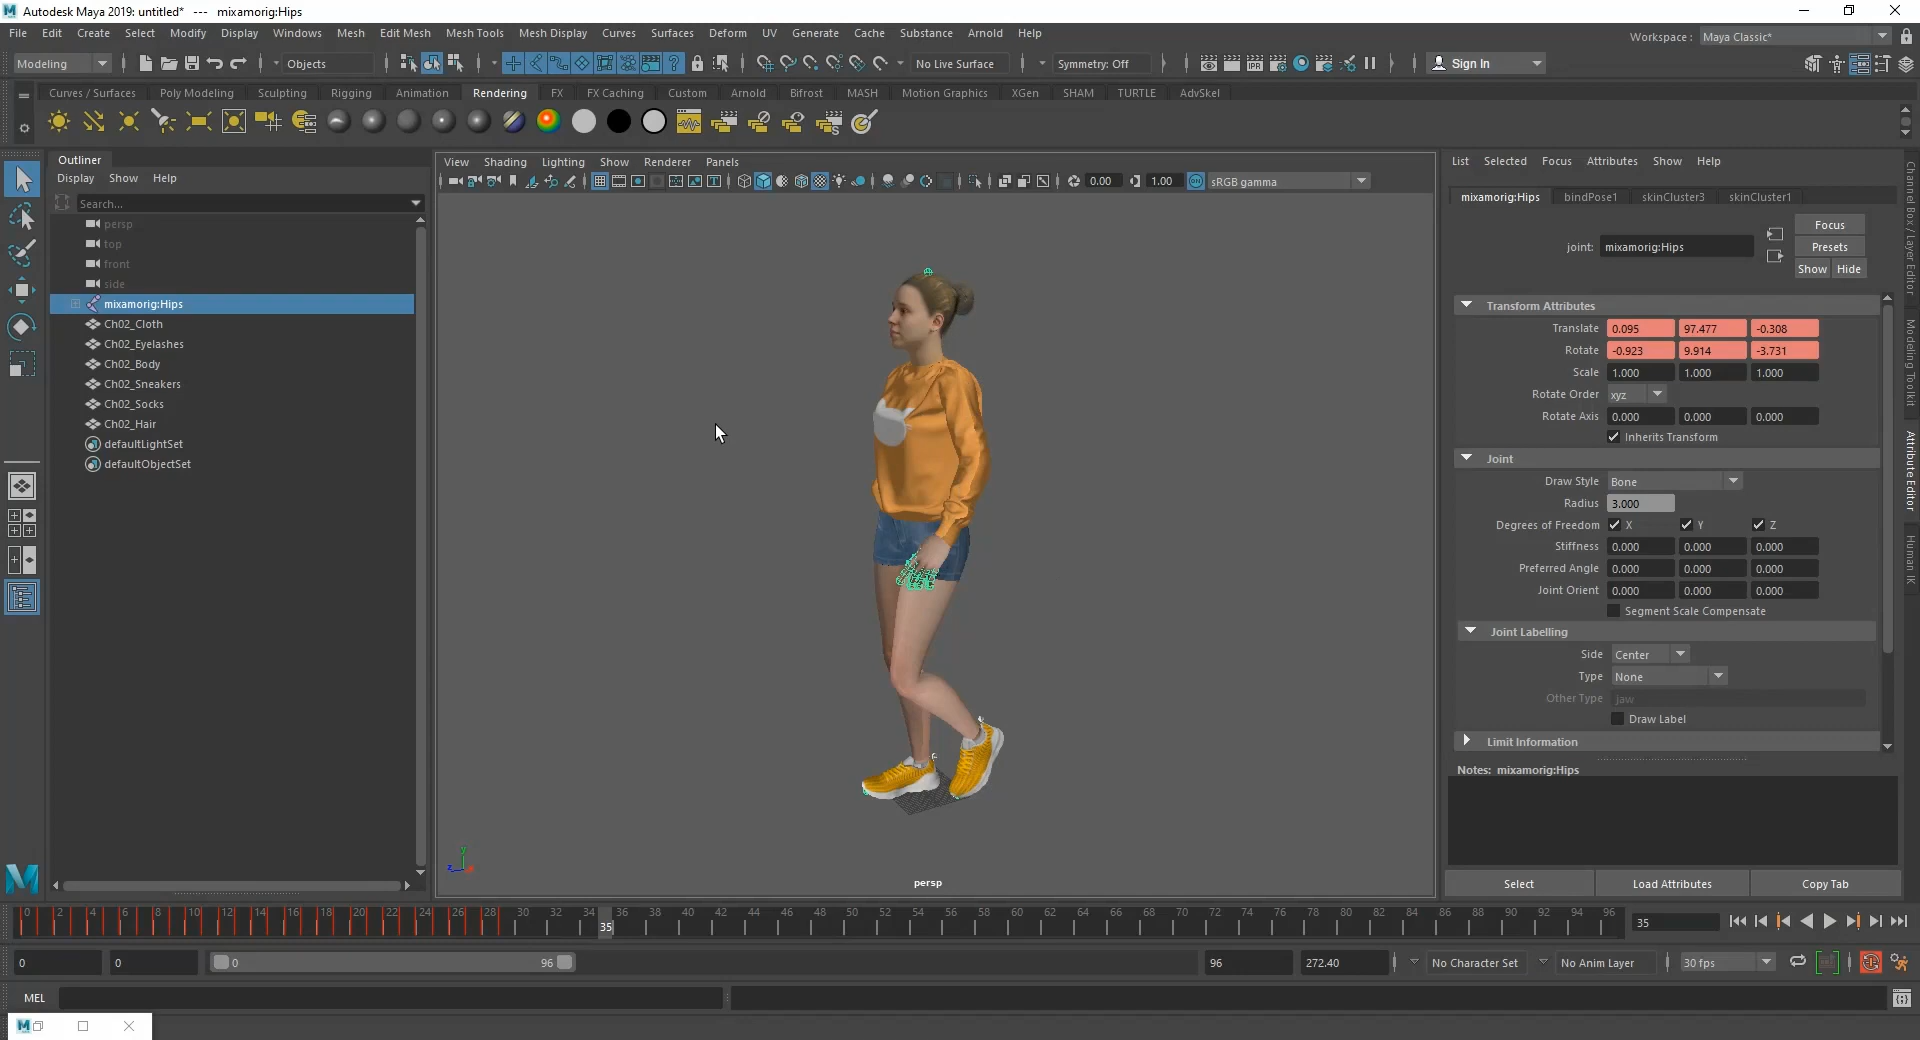 Autodesk Maya 2019: untitled*   ---   mixamorig:Hips
File Edit Create Select Modify Display Windows Mesh Edit Mesh Mesh Tools Mesh Display Curves Surfaces Deform UV Generate Cache Substance Arnold Help
Workspace : Maya Classic*
Modeling Objects No Live Surface Symmetry: Off IPR Sign In
Curves / Surfaces Poly Modeling Sculpting Rigging Animation Rendering FX FX Caching Custom Arnold Bifrost MASH Motion Graphics XGen SHAM TURTLE AdvSkel
Outliner
Display Show Help
Search...
persp
top
front
side
mixamorig:Hips
Ch02_Cloth
Ch02_Eyelashes
Ch02_Body
Ch02_Sneakers
Ch02_Socks
Ch02_Hair
defaultLightSet
defaultObjectSet
View Shading Lighting Show Renderer Panels
0.00 1.00 ON sRGB gamma
persp
List Selected Focus Attributes Show Help
mixamorig:Hips bindPose1 skinCluster3 skinCluster1
joint: mixamorig:Hips
Focus
Presets
Show Hide
Transform Attributes
Translate 0.095 97.477 -0.308
Rotate -0.923 9.914 -3.731
Scale 1.000 1.000 1.000
Rotate Order xyz
Rotate Axis 0.000 0.000 0.000
Inherits Transform
Joint
Draw Style Bone
Radius 3.000
Degrees of Freedom X Y Z
Stiffness 0.000 0.000 0.000
Preferred Angle 0.000 0.000 0.000
Joint Orient 0.000 0.000 0.000
Segment Scale Compensate
Joint Labelling
Side Center
Type None
Other Type jaw
Draw Label
Limit Information
Notes: mixamorig:Hips
Select Load Attributes Copy Tab
Channel Box / Layer Editor
Modeling Toolkit
Attribute Editor
Human IK
0 2 4 6 8 10 12 14 16 18 20 22 24 26 28 30 32 34 36 38 40 42 44 46 48 50 52 54 56 58 60 62 64 66 68 70 72 74 76 78 80 82 84 86 88 90 92 94 96
35
35
0 0 0 96 96 272.40 No Character Set No Anim Layer 30 fps
MEL